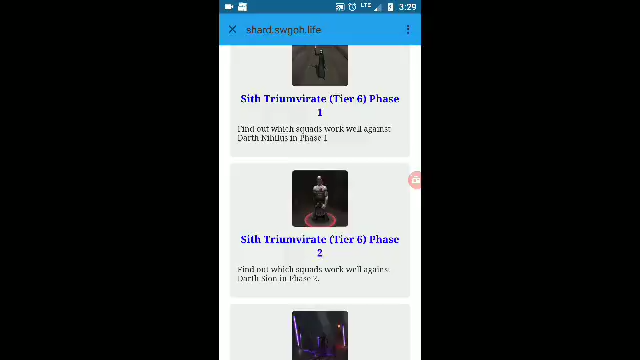 LTE 3:29
shard.swgoh.life
Sith Triumvirate (Tier 6) Phase
1
Find out which squads work well against
Darth Nihilus in Phase 1
Sith Triumvirate (Tier 6) Phase
2
Find out which squads work well against
Darth Sion in Phase 2.